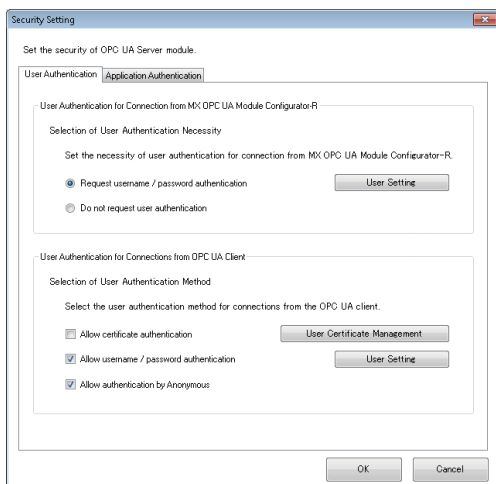 Security Setting
Set the security of OPC UA Server module.
User Authentication
Application Authentication
User Authentication for Connection from MX OPC UA Module Configurator-R
Selection of User Authentication Necessity
Set the necessity of user authentication for connection from MX OPC UA Module Configurator-R.
Request username / password authentication
User Setting
Do not request user authentication
User Authentication for Connections from OPC UA Client
Selection of User Authentication Method
Select the user authentication method for connections from the OPC UA client.
Allow certificate authentication
User Certificate Management
Allow username / password authentication
User Setting
Allow authentication by Anonymous
OK
Cancel